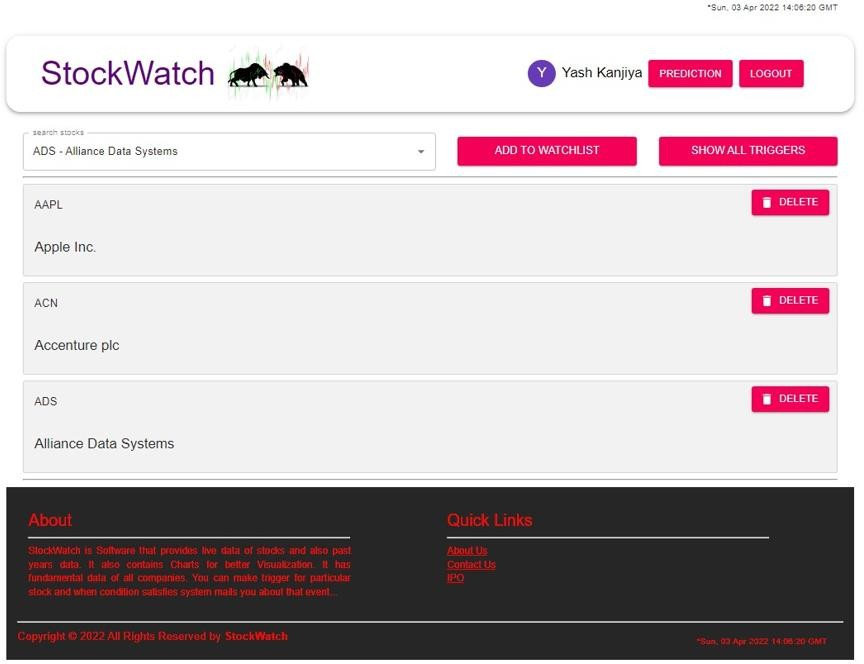 *Sun, 03 Apr 2022 14:06:20 GMT
StockWatch
Y Yash Kanjiya PREDICTION LOGOUT
search stocks
ADS - Alliance Data Systems
ADD TO WATCHLIST
SHOW ALL TRIGGERS
AAPL
DELETE
Apple Inc.
ACN
DELETE
Accenture plc
ADS
DELETE
Alliance Data Systems
About
StockWatch is Software that provides live data of stocks and also past
years data. It also contains Charts for better Visualization. It has
fundamental data of all companies. You can make trigger for particular
stock and when condition satisfies system mails you about that event...
Quick Links
About Us
Contact Us
IPO
Copyright © 2022 All Rights Reserved by StockWatch
*Sun, 03 Apr 2022 14:06:20 GMT